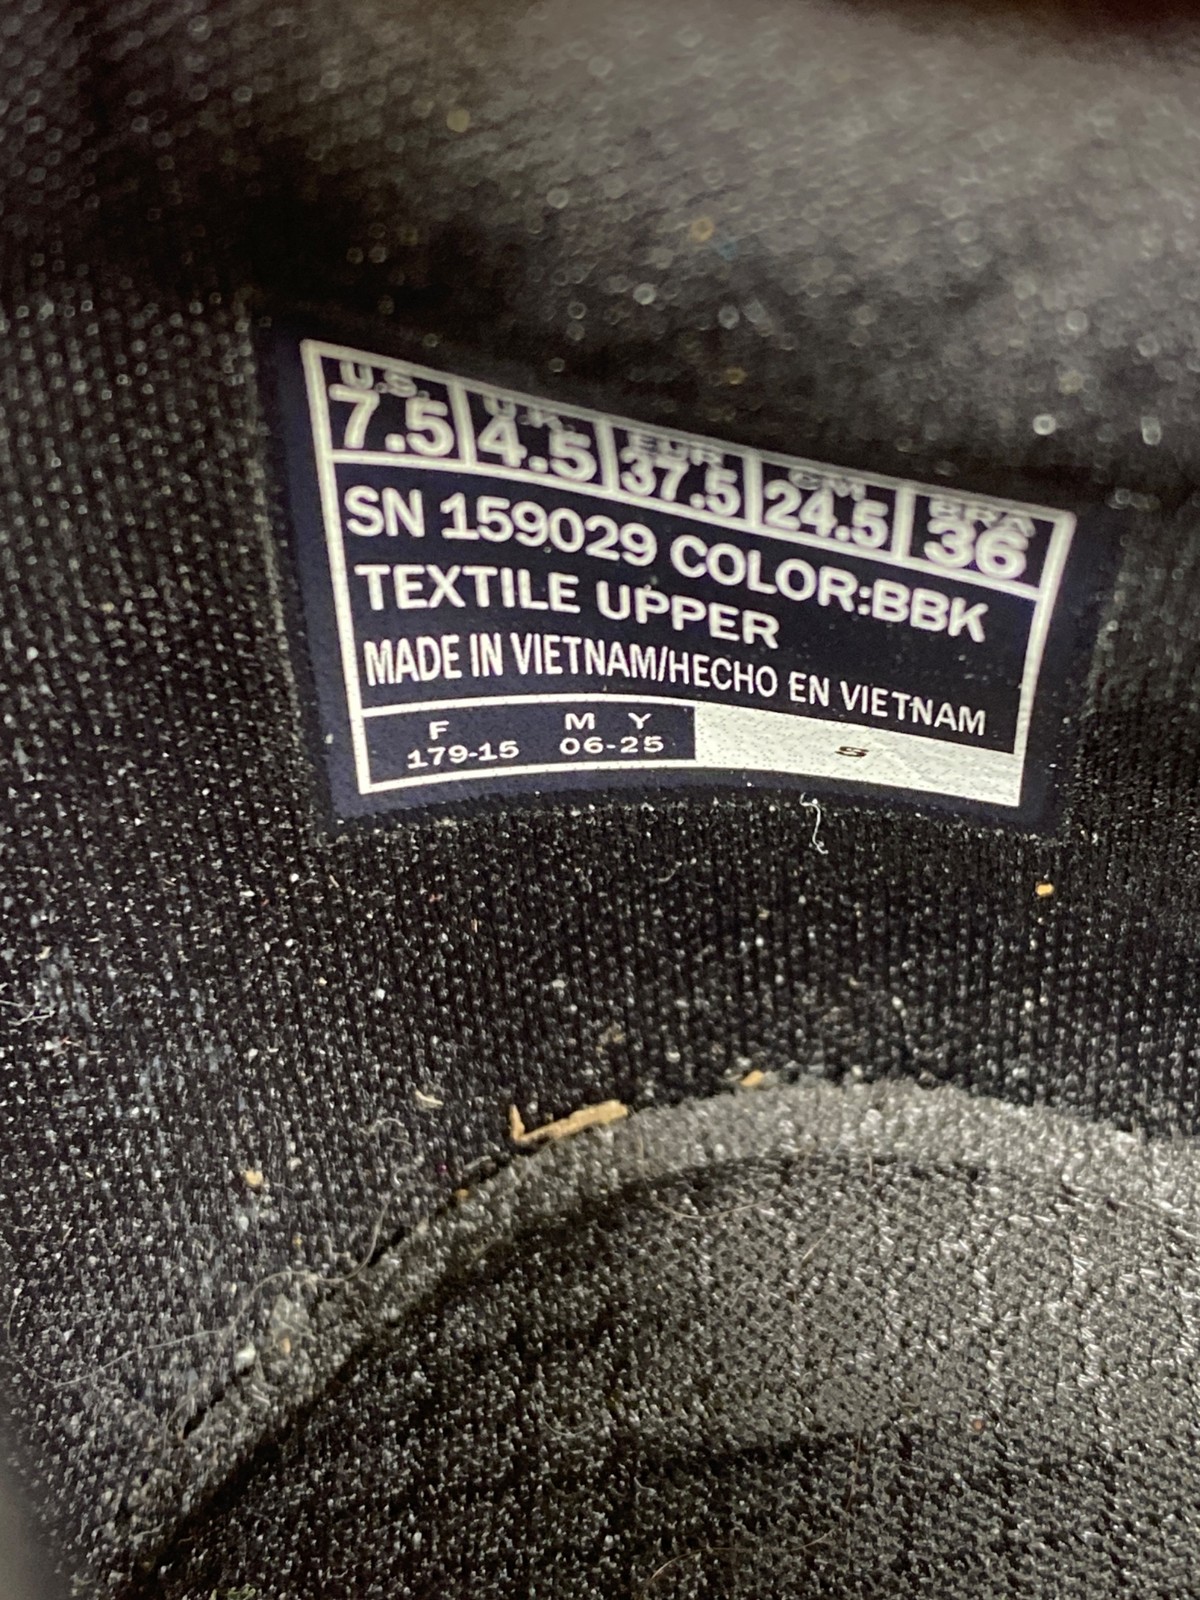 U.S. U.K. EUR CM BRA
7.5 4.5 37.5 24.5 36
SN 159029 COLOR:BBK
TEXTILE UPPER
MADE IN VIETNAM/HECHO EN VIETNAM
F M Y
179-15 06-25
S